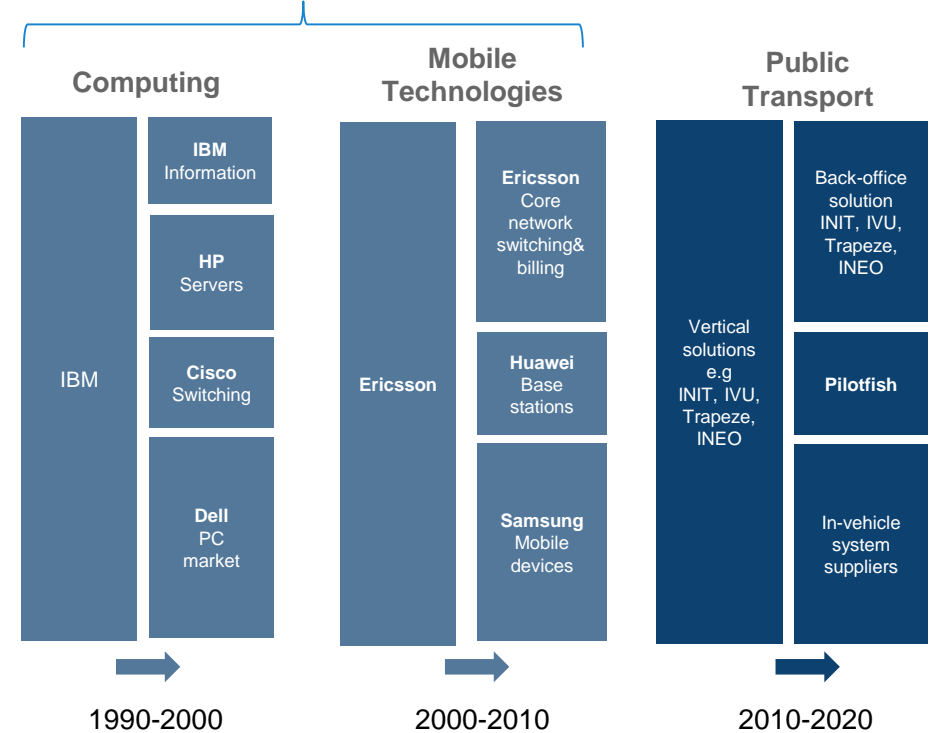 Computing
IBM
IBM
Information
HP
Servers
Cisco
Switching
Dell
PC
market
1990-2000
Mobile
Technologies
Ericsson
Ericsson
Core
network
switching&
billing
Huawei
Base
stations
Samsung
Mobile
devices
2000-2010
Public
Transport
Vertical
solutions
e.g
INIT, IVU,
Trapeze,
INEO
Back-office
solution
INIT, IVU,
Trapeze,
INEO
Pilotfish
In-vehicle
system
suppliers
2010-2020